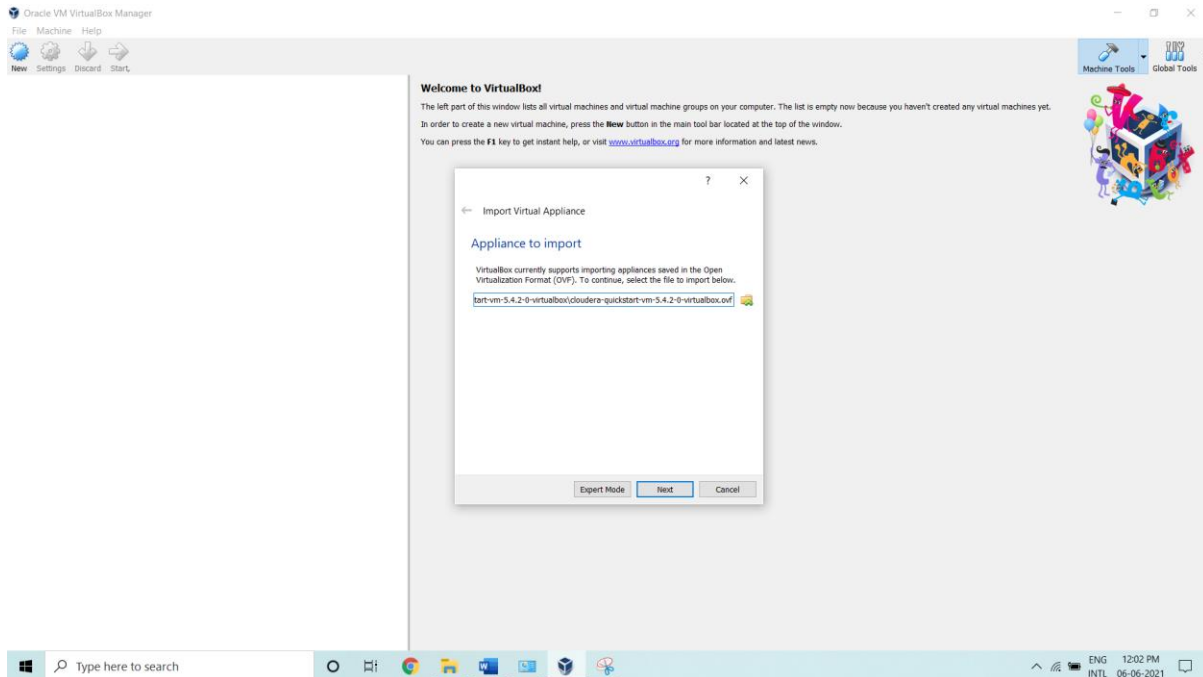 Oracle VM VirtualBox Manager
File Machine Help
New Settings Discard Start
Machine Tools Global Tools
Welcome to VirtualBox!
The left part of this window lists all virtual machines and virtual machine groups on your computer. The list is empty now because you haven't created any virtual machines yet.
In order to create a new virtual machine, press the New button in the main tool bar located at the top of the window.
You can press the F1 key to get instant help, or visit www.virtualbox.org for more information and latest news.
?
Import Virtual Appliance
Appliance to import
VirtualBox currently supports importing appliances saved in the Open
Virtualization Format (OVF). To continue, select the file to import below.
tart-vm-5.4.2-0-virtualbox\cloudera-quickstart-vm-5.4.2-0-virtualbox.ovf
Expert Mode Next Cancel
Type here to search
ENG 12:02 PM
INTL 06-06-2021